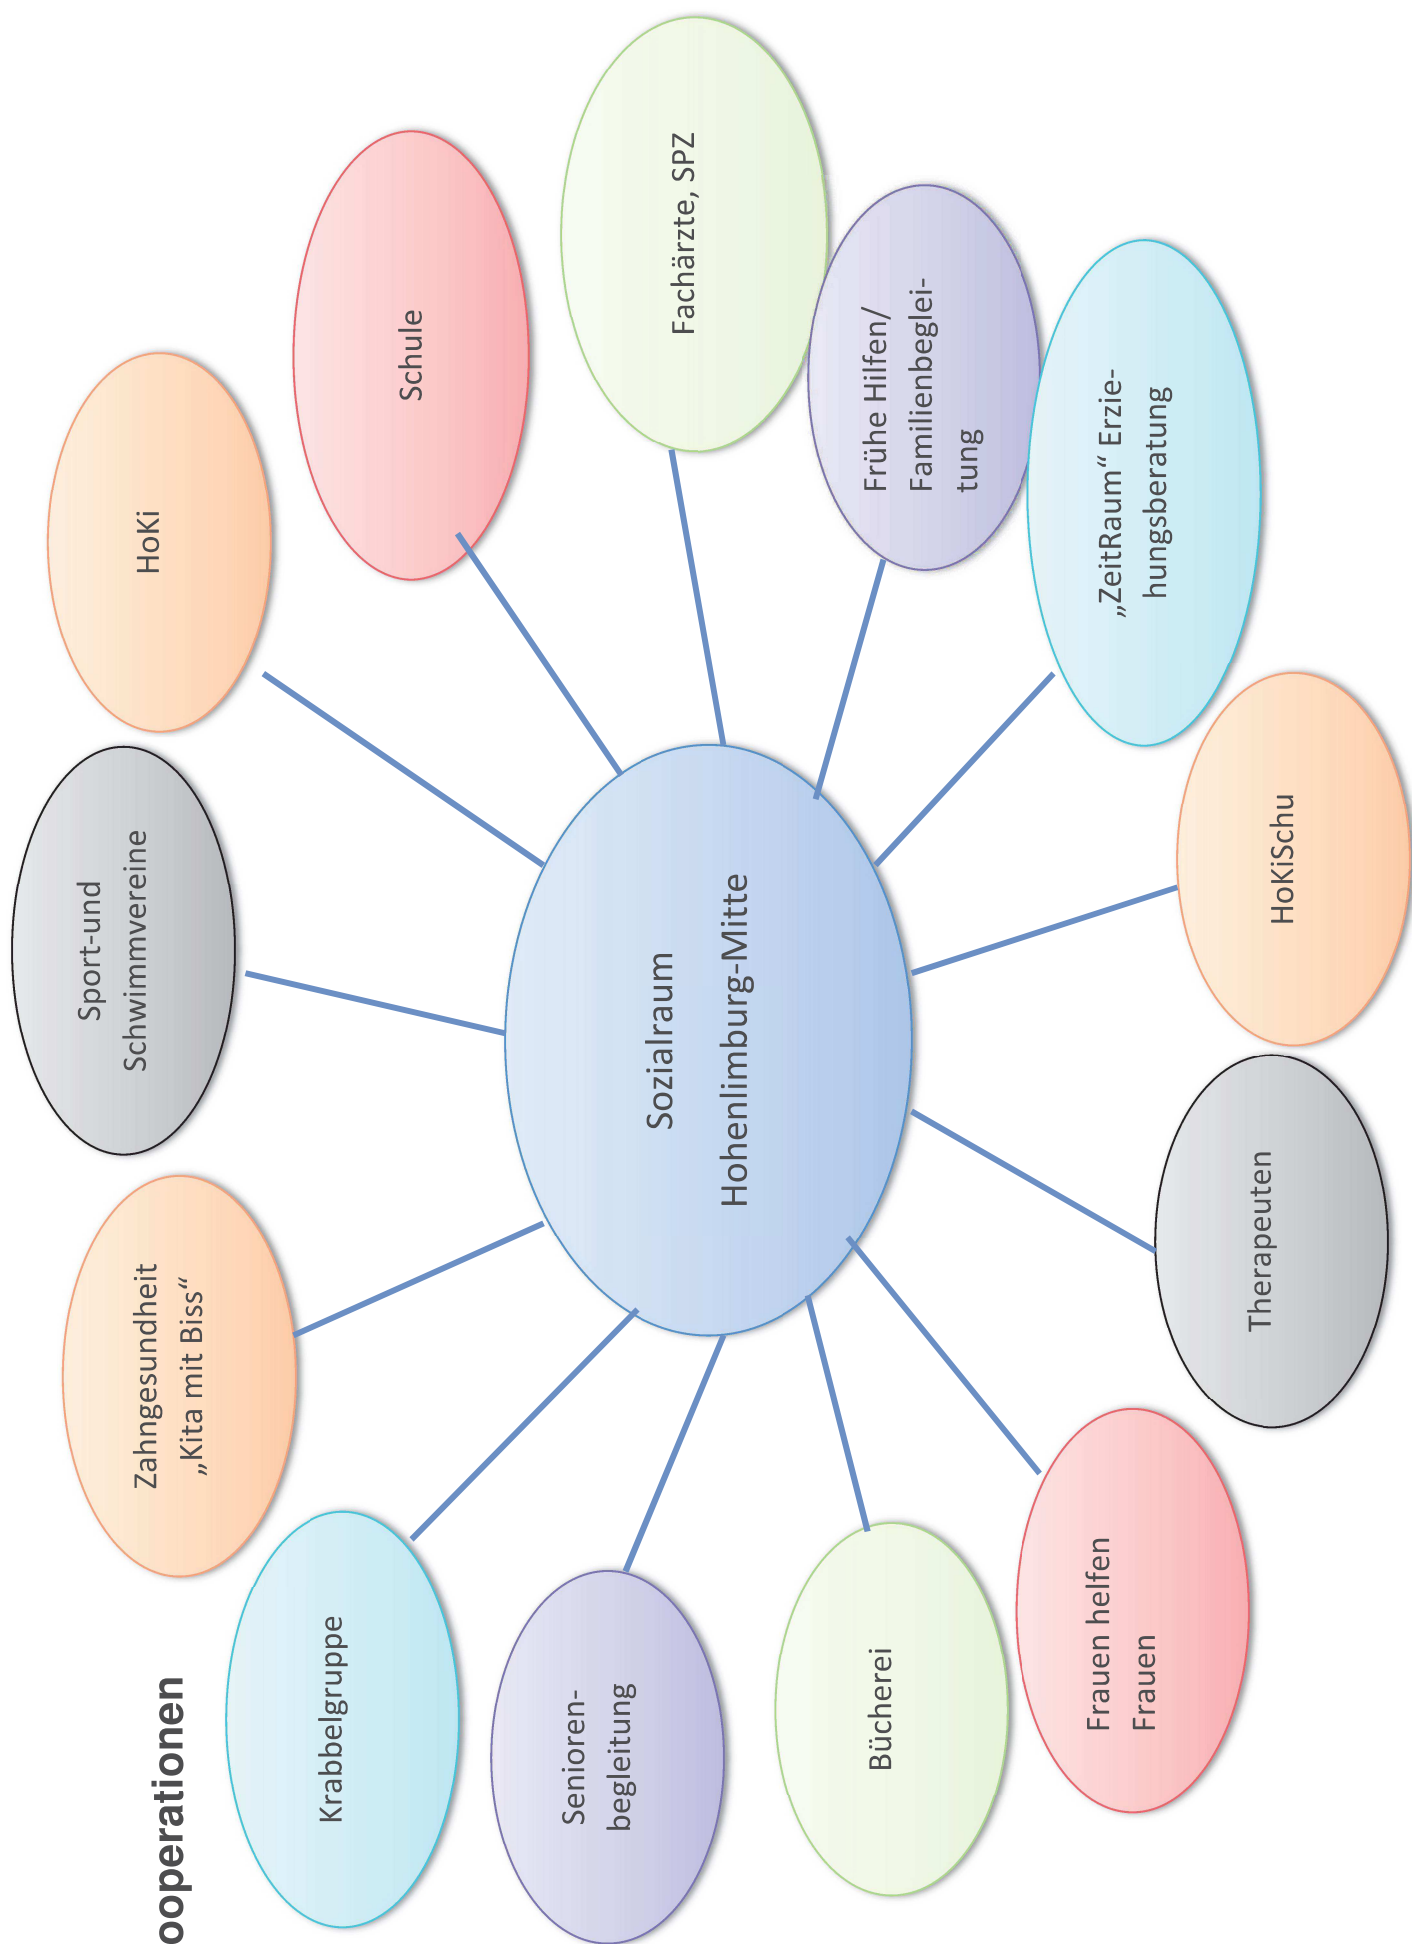 ooperationen
Zahngesundheit
„Kita mit Biss“
Sport-und
Schwimmvereine
HoKi
Krabbelgruppe
Schule
Senioren-
begleitung
Sozialraum
Hohenlimburg-Mitte
Fachärzte, SPZ
Bücherei
Frühe Hilfen/
Familienbeglei-
tung
Frauen helfen
Frauen
„ZeitRaum“ Erzie-
hungsberatung
Therapeuten
HoKiSchu